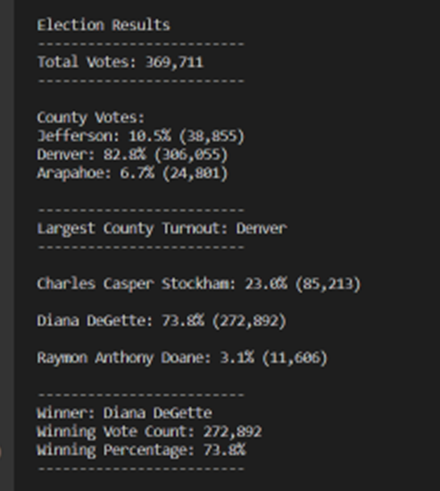 Election Results
-------------------------
Total Votes: 369,711
-------------------------
County Votes:
Jefferson: 10.5% (38,855)
Denver: 82.8% (306,055)
Arapahoe: 6.7% (24,801)
-------------------------
Largest County Turnout: Denver
-------------------------
Charles Casper Stockham: 23.0% (85,213)
Diana DeGette: 73.8% (272,892)
Raymon Anthony Doane: 3.1% (11,606)
-------------------------
Winner: Diana DeGette
Winning Vote Count: 272,892
Winning Percentage: 73.8%
-------------------------